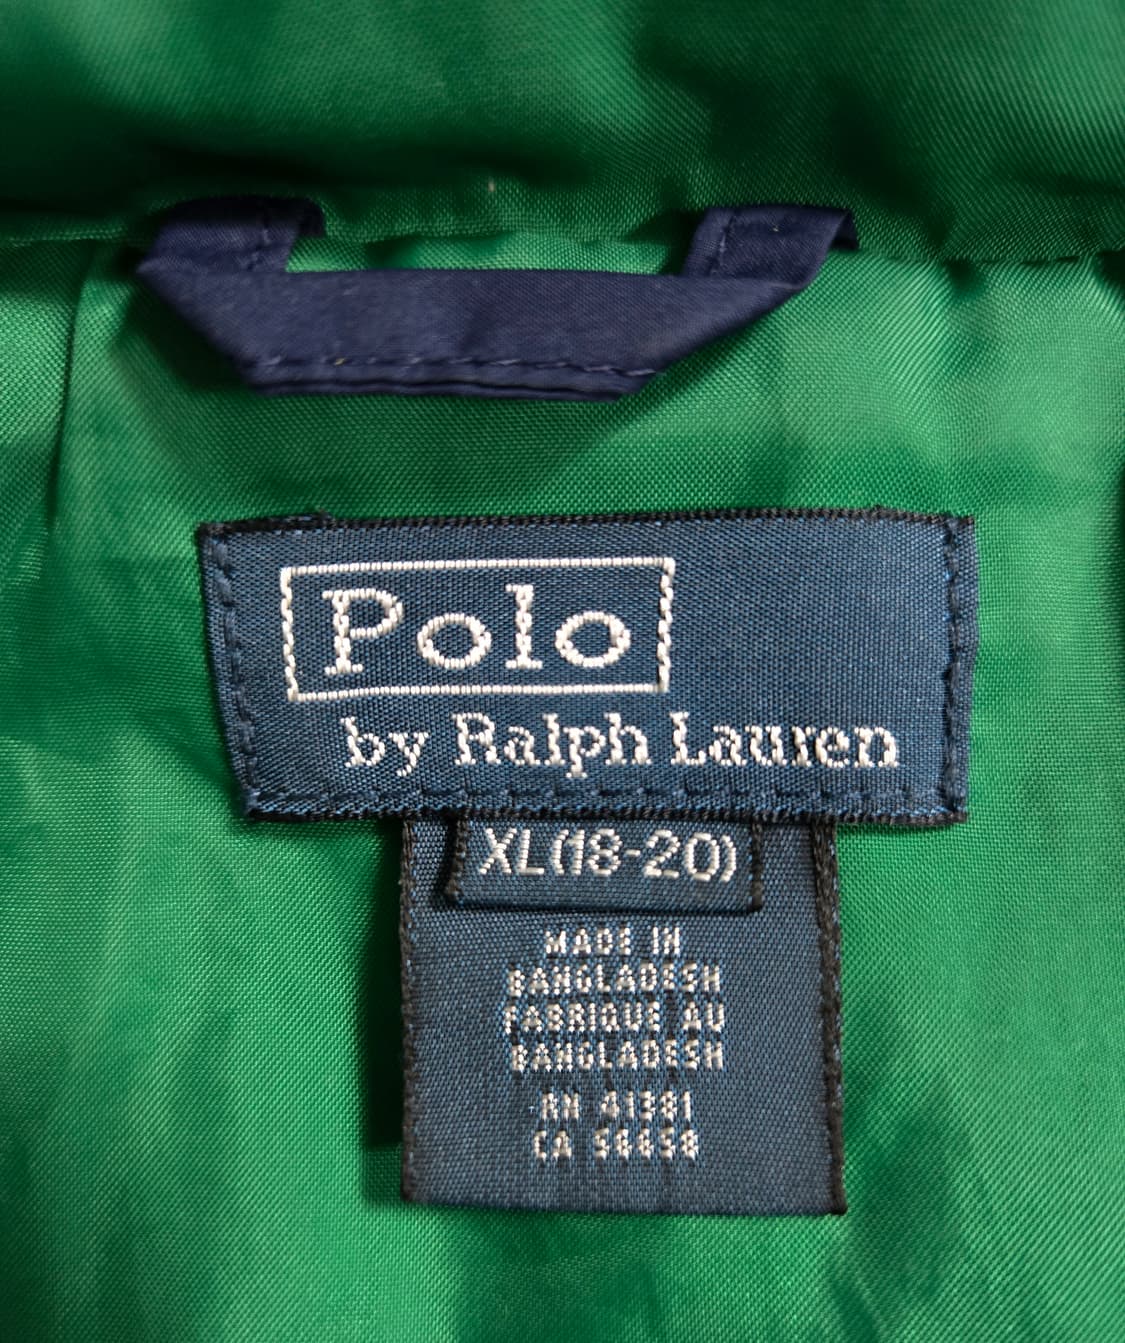 Polo
by Ralph Lauren
XL(18-20)
MADE IN
BANGLADESH
FABRIQUE AU
BANGLADESH
RN 41381
CA 56658